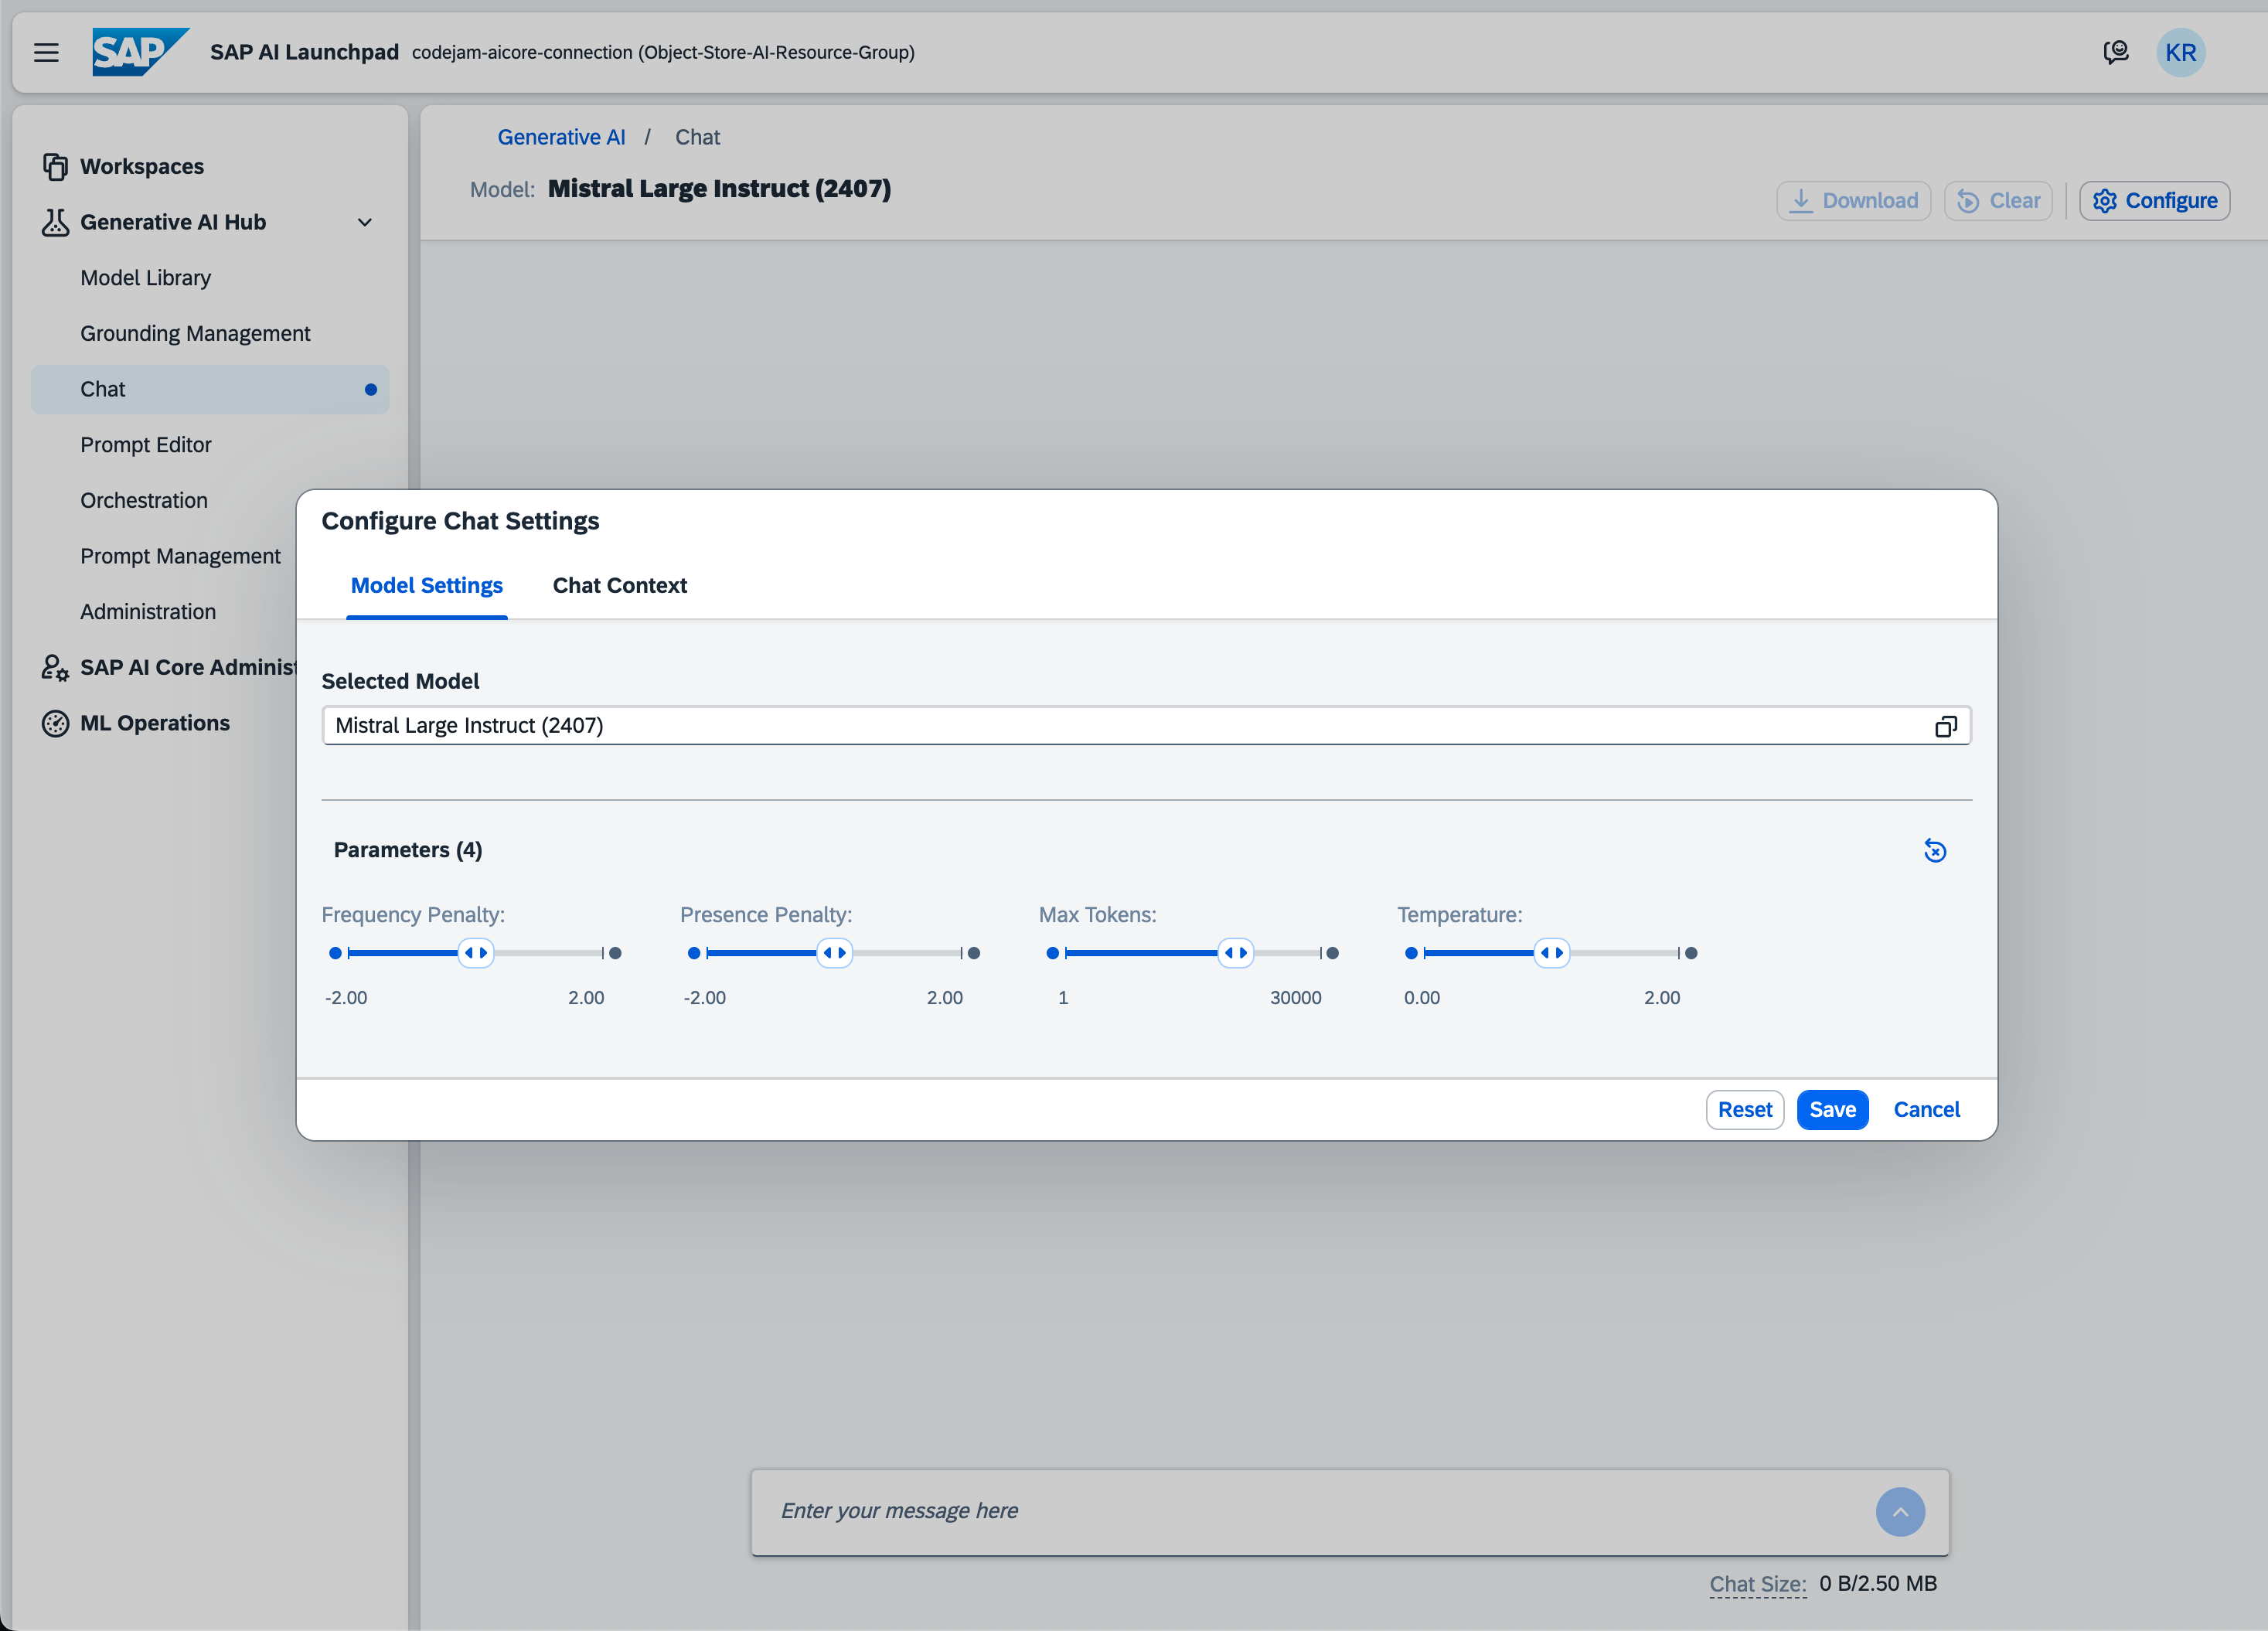 SAP SAP AI Launchpad codejam-aicore-connection (Object-Store-AI-Resource-Group) KR
Workspaces
Generative AI Hub
Model Library
Grounding Management
Chat
Prompt Editor
Orchestration
Prompt Management
Administration
SAP AI Core Administ
ML Operations
Generative AI / Chat
Model: Mistral Large Instruct (2407)
Download Clear Configure
Configure Chat Settings
Model Settings Chat Context
Selected Model
Mistral Large Instruct (2407)
Parameters (4)
Frequency Penalty: Presence Penalty: Max Tokens: Temperature:
-2.00 2.00 -2.00 2.00 1 30000 0.00 2.00
Reset Save Cancel
Enter your message here
Chat Size: 0 B/2.50 MB